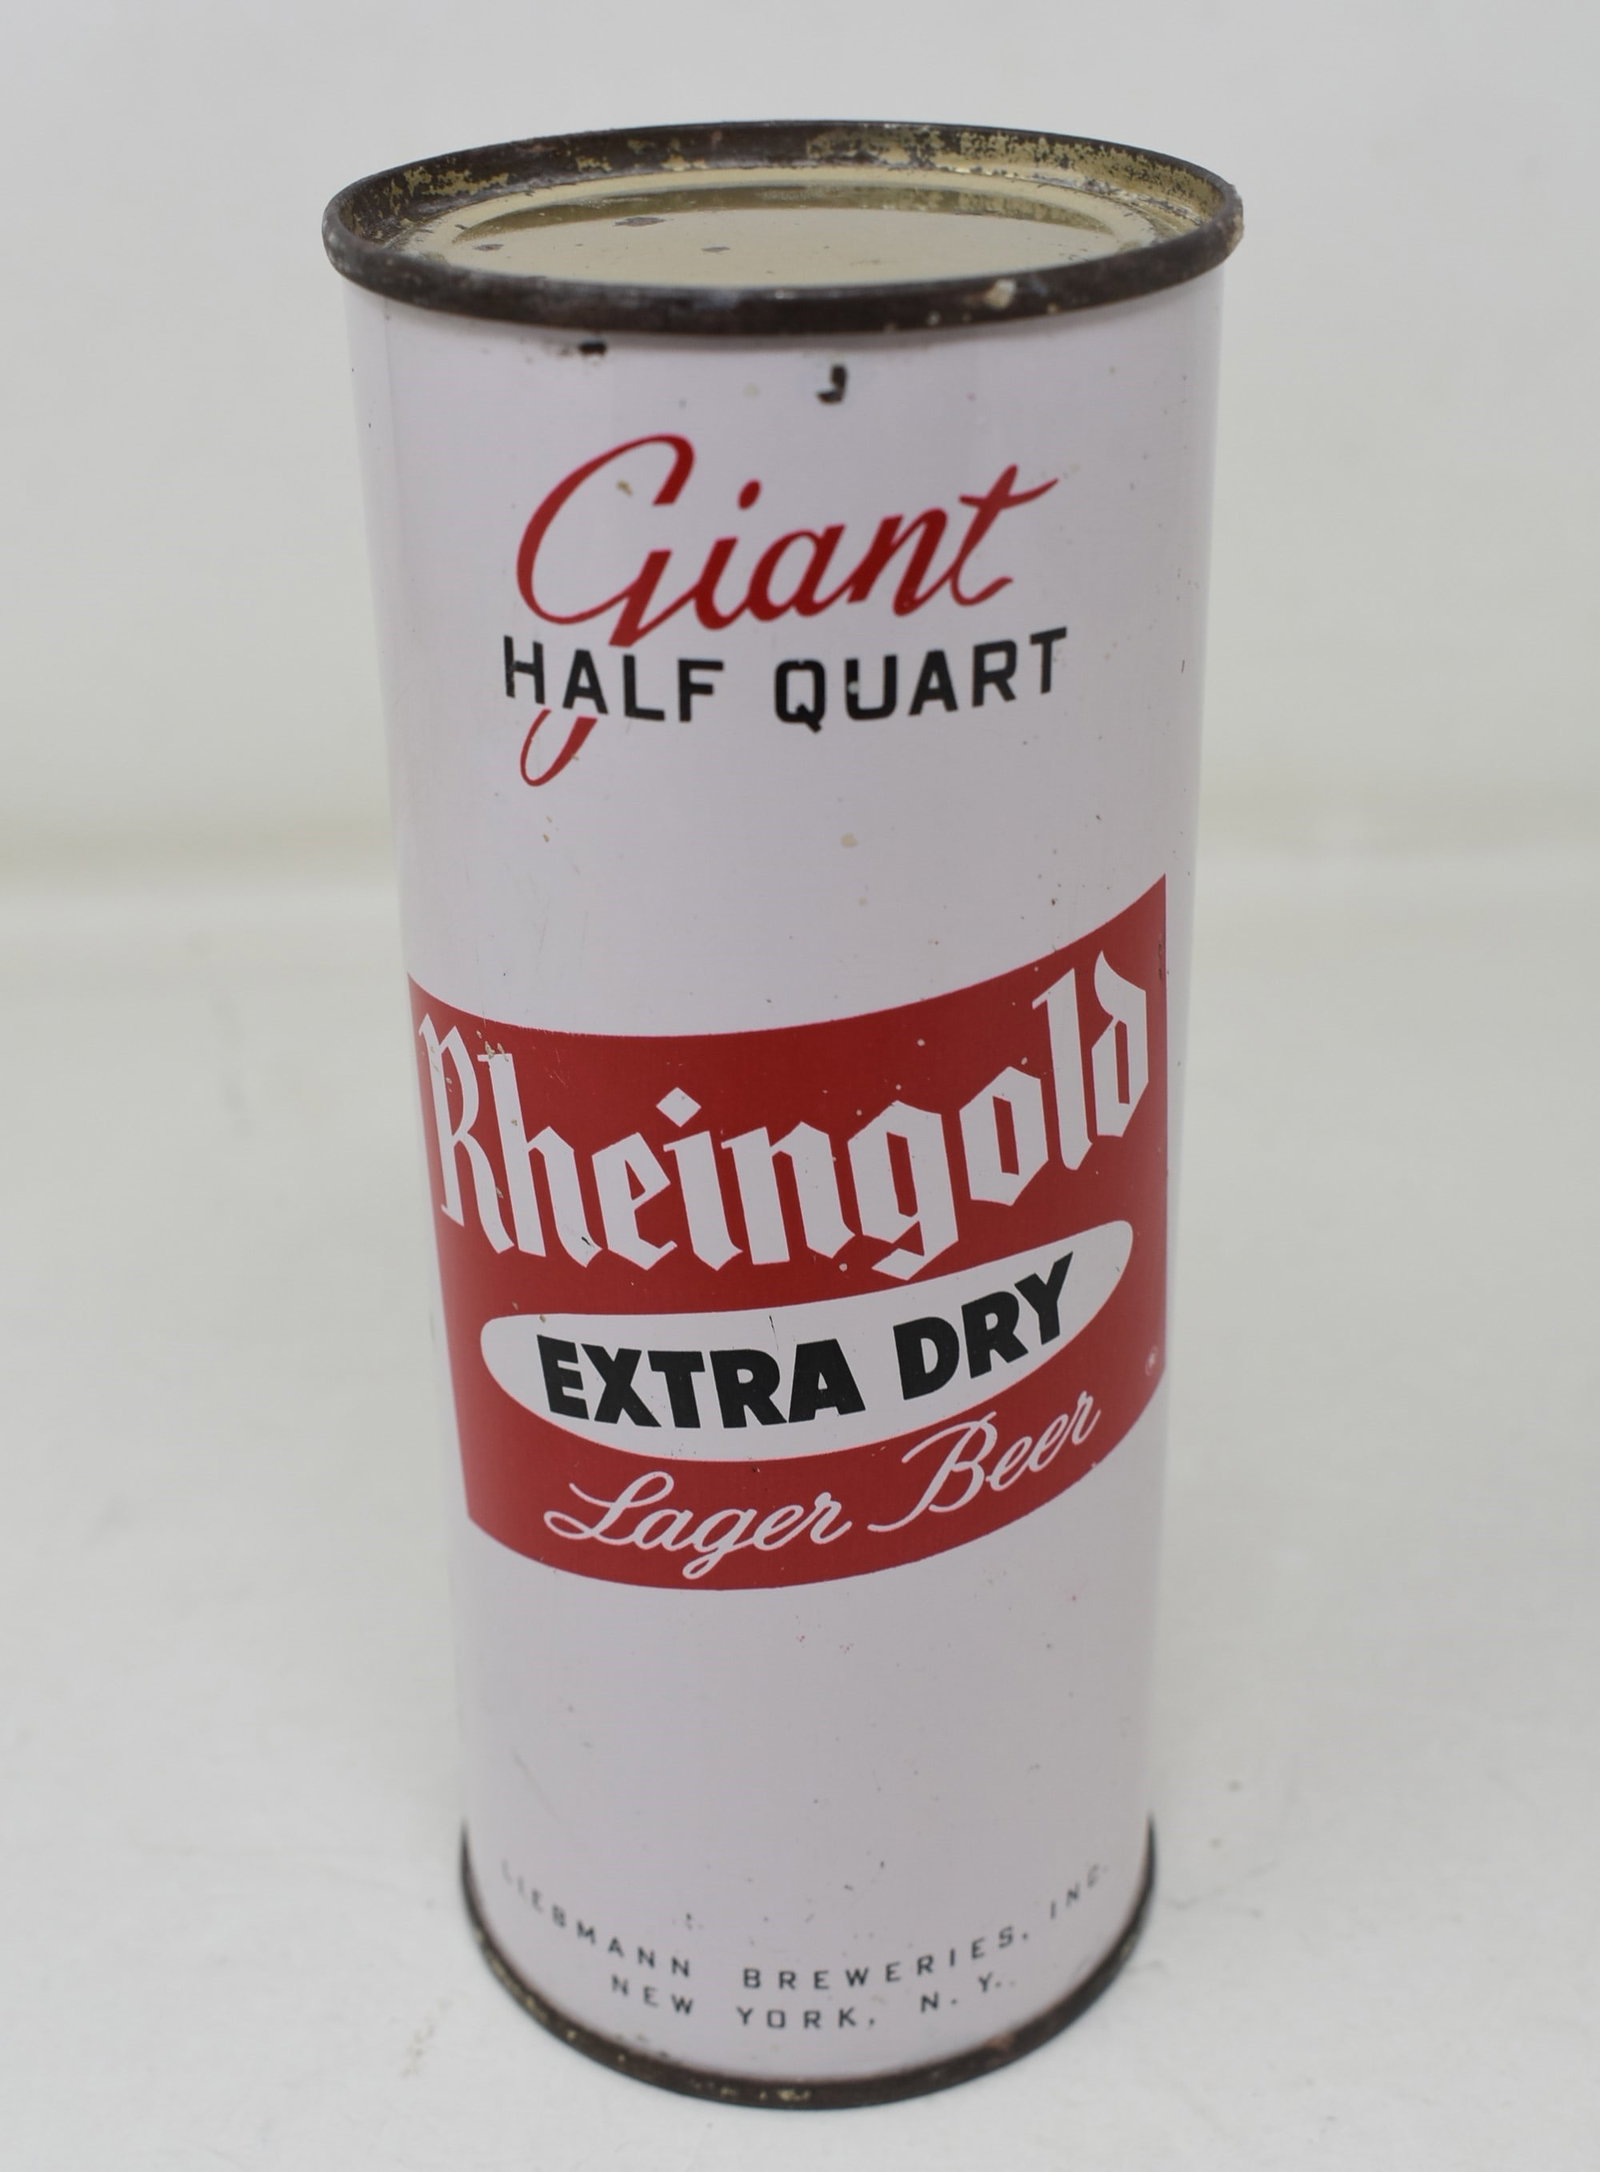 Giant
HALF QUART
Rheingold
EXTRA DRY
Lager Beer
LIEBMANN BREWERIES, INC.
NEW YORK, N.Y.